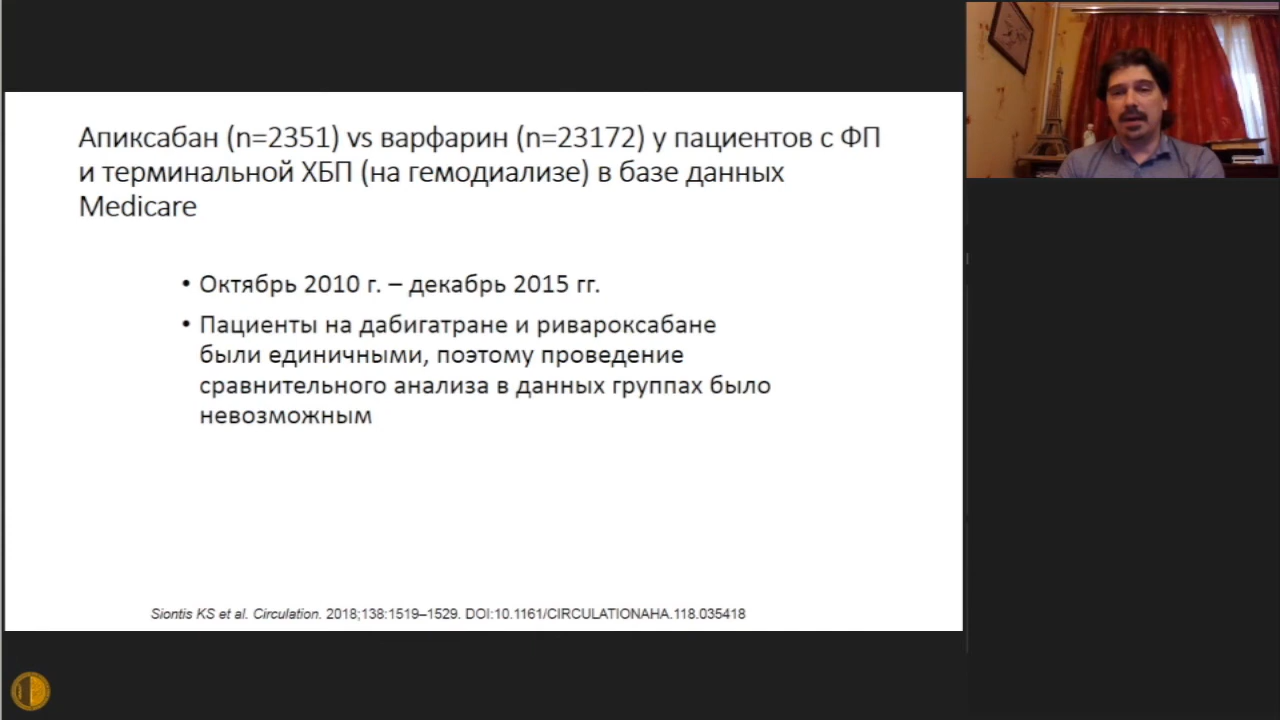 Апиксабан (n=2351) vs варфарин (n=23172) у пациентов с ФП
и терминальной ХБП (на гемодиализе) в базе данных
Medicare
• Октябрь 2010 г. – декабрь 2015 гг.
• Пациенты на дабигатране и ривароксабане
были единичными, поэтому проведение
сравнительного анализа в данных группах было
невозможным
Siontis KS et al. Circulation. 2018;138:1519–1529. DOI:10.1161/CIRCULATIONAHA.118.035418